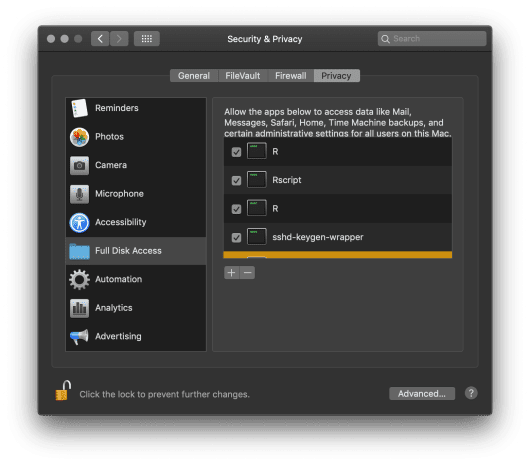 Security & Privacy
Search
General
FileVault
Firewall
Privacy
Reminders
Photos
Camera
Microphone
Accessibility
Full Disk Access
Automation
Analytics
Advertising
Allow the apps below to access data like Mail,
Messages, Safari, Home, Time Machine backups, and
certain administrative settings for all users on this Mac.
R
Rscript
R
sshd-keygen-wrapper
+ −
Click the lock to prevent further changes.
Advanced...
?